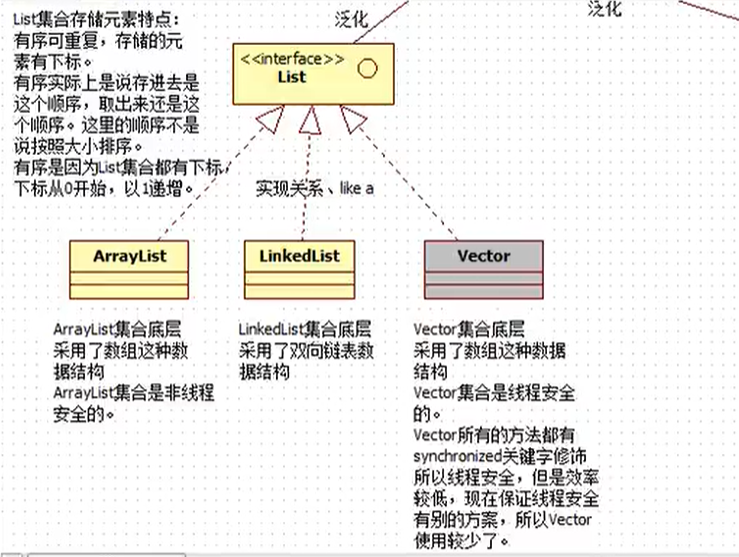 List集合存储元素特点：
有序可重复，存储的元
素有下标。
有序实际上是说存进去是
这个顺序，取出来还是这
个顺序。这里的顺序不是
说按照大小排序。
有序是因为List集合都有下标，
下标从0开始，以1递增。
泛化
泛化
<<interface>>
List
实现关系、like a
ArrayList
LinkedList
Vector
ArrayList集合底层
采用了数组这种数
据结构
ArrayList集合是非线程
安全的。
LinkedList集合底层
采用了双向链表数
据结构
Vector集合底层
采用了数组这种数据
结构
Vector集合是线程安全
的。
Vector所有的方法都有
synchronized关键字修饰
所以线程安全，但是效率
较低，现在保证线程安全
有别的方案，所以Vector
使用较少了。